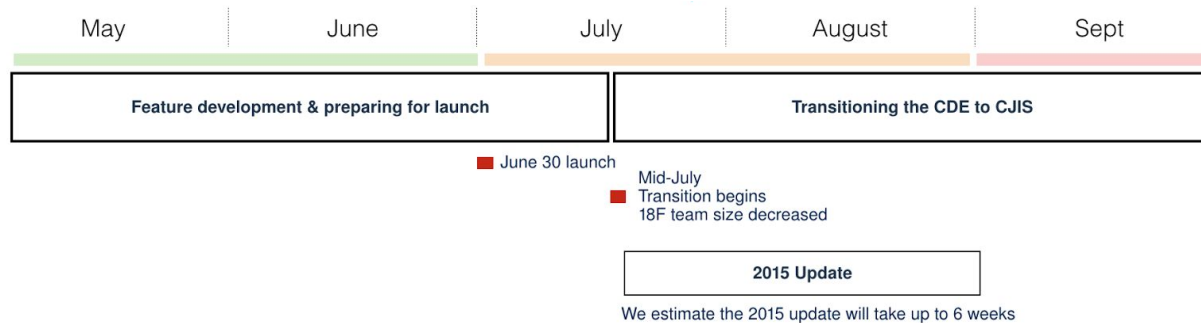 May June July August Sept
Feature development & preparing for launch Transitioning the CDE to CJIS
June 30 launch
Mid-July
Transition begins
18F team size decreased
2015 Update
We estimate the 2015 update will take up to 6 weeks